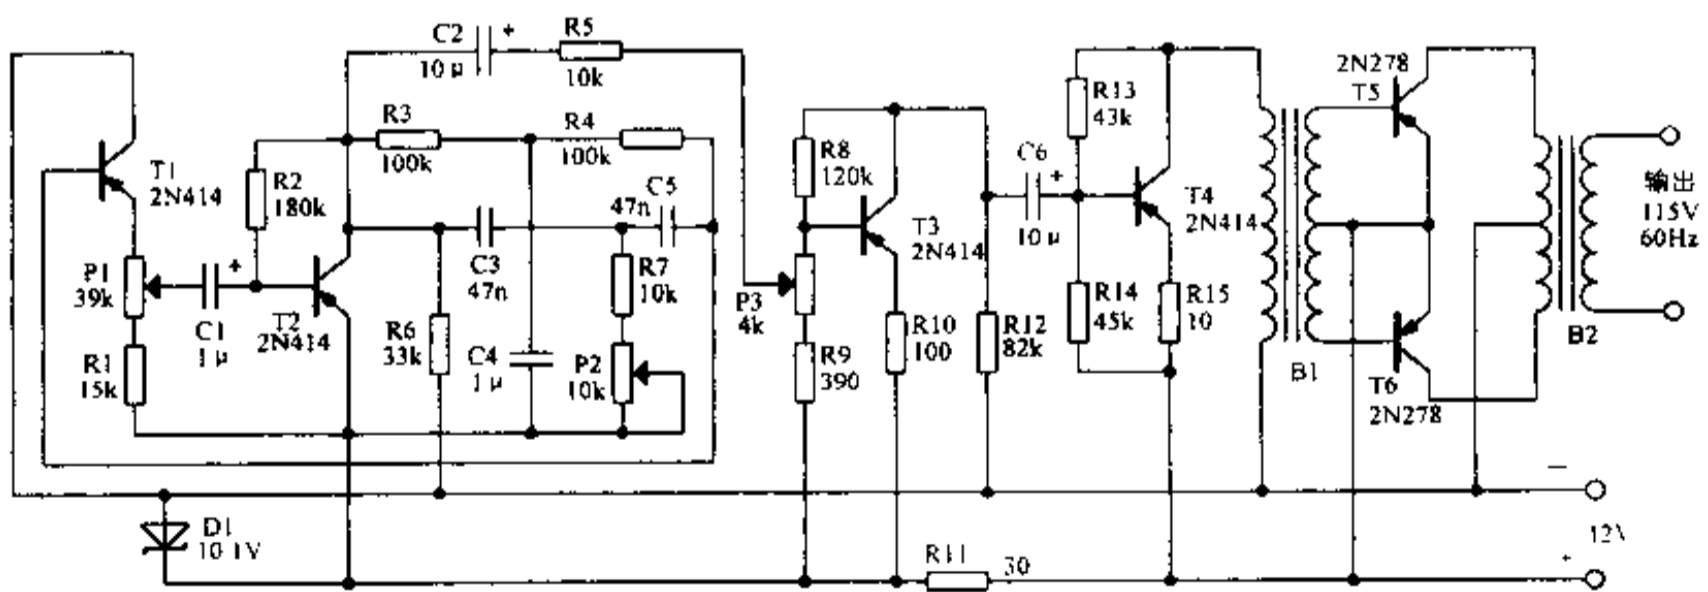 C2
+
10μ
R5
10k
R3
100k
R4
100k
T1
2N414
R2
180k
C5
47n
P1
39k
+
C1
1μ
T2
2N414
C3
47n
R7
10k
R6
33k
C4
1μ
P2
10k
R1
15k
D1
P3
4k
R8
120k
T3
2N414
R9
390
R10
100
R11
30
R12
82k
C6
+
10μ
R13
43k
T4
2N414
R14
45k
R15
10
B1
2N278
T5
T6
2N278
B2
输出
115V
60Hz
—
+